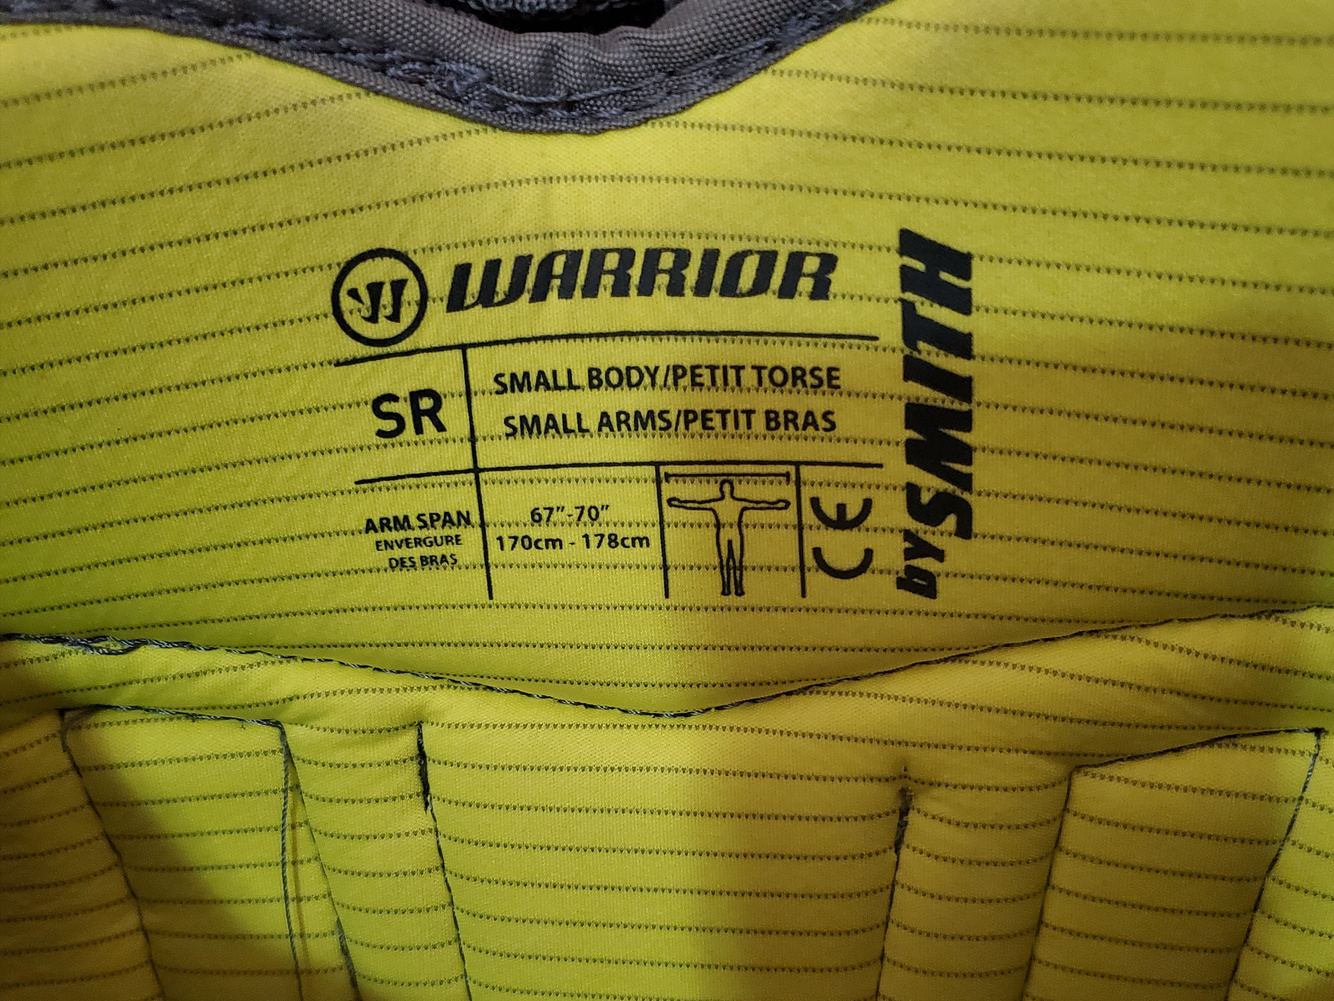 WARRIOR
SR
SMALL BODY/PETIT TORSE
SMALL ARMS/PETIT BRAS
ARM SPAN
ENVERGURE
DES BRAS
67”-70”
170cm - 178cm
CE
by SMITH